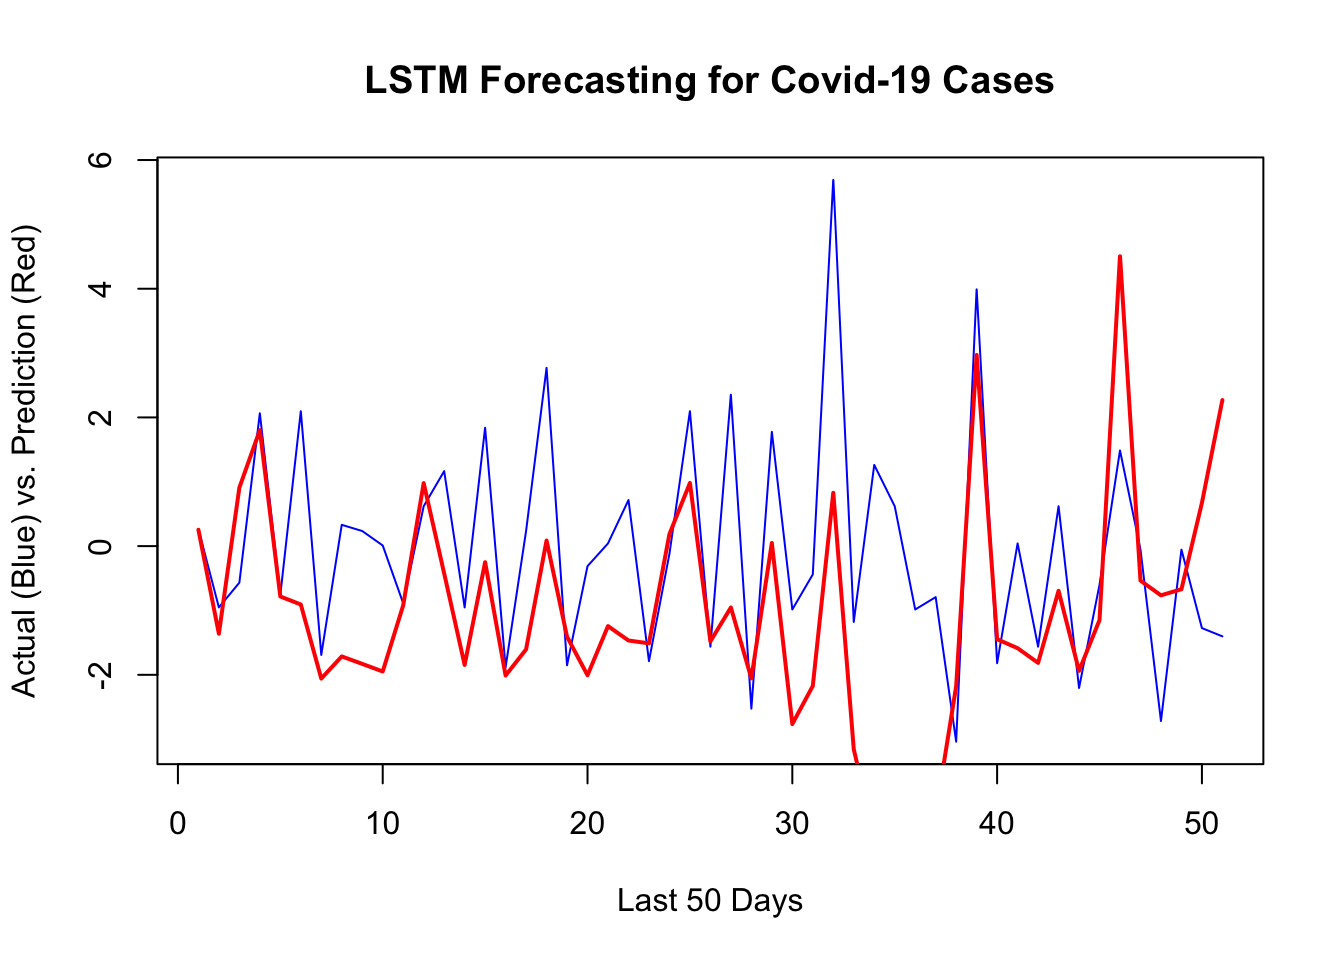 LSTM Forecasting for Covid-19 Cases
Actual (Blue) vs. Prediction (Red)
6
4
2
0
-2
0 10 20 30 40 50
Last 50 Days